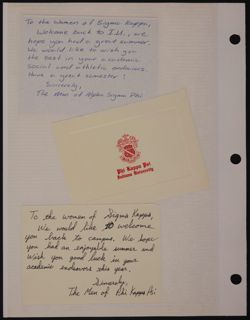 To the women of Sigma Kappa,
Welcome back to I.U., we
hope you had a great summer.
We would like to wish you
the best in your academic
social and athletic endeavors.
Have a great semester!
Sincerely,
The Men of Alpha Sigma Phi
Phi Kappa Psi
Indiana University
To the women of Sigma Kappa,
We would like to welcome
you back to campus. We hope
you had an enjoyable summer and
wish you good luck in your
academic endeavors this year.
Sincerely,
The Men of Phi Kappa Psi